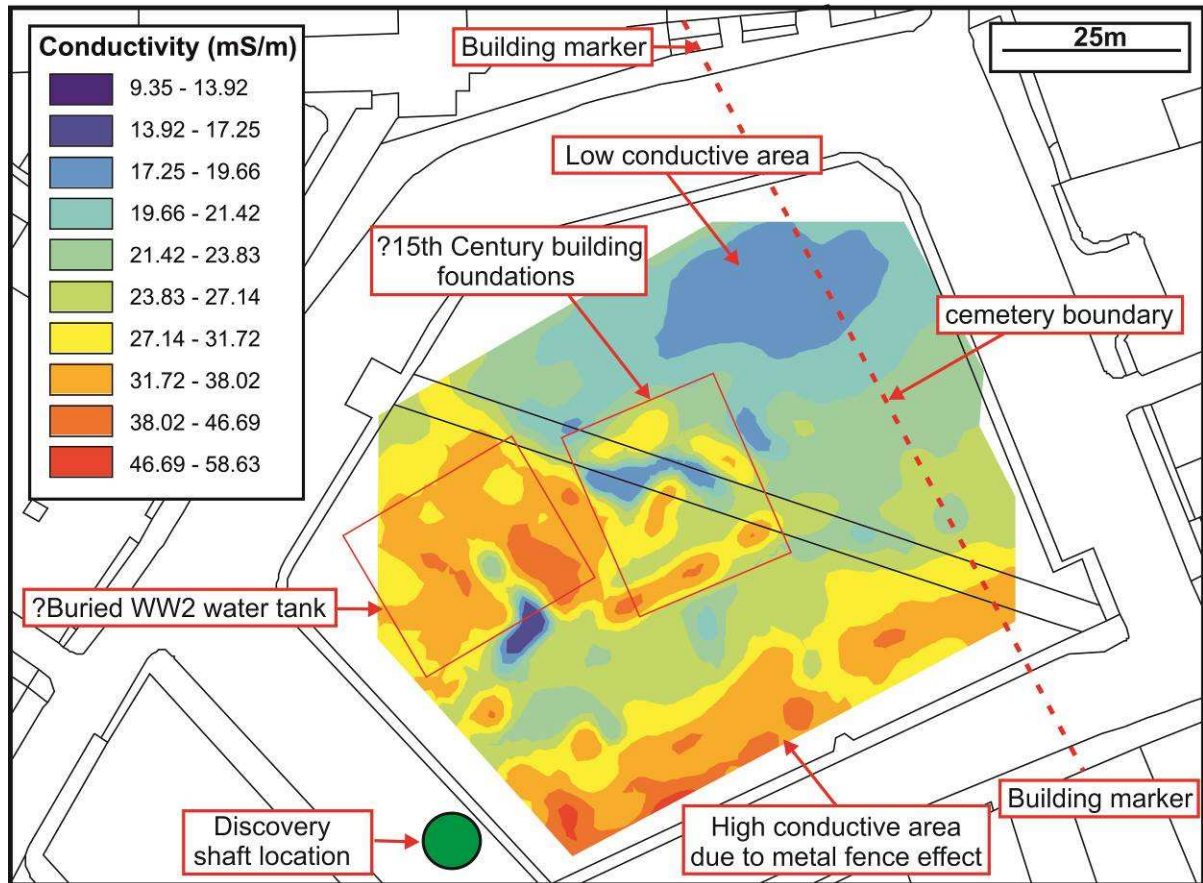 Conductivity (mS/m)
9.35 - 13.92
13.92 - 17.25
17.25 - 19.66
19.66 - 21.42
21.42 - 23.83
23.83 - 27.14
27.14 - 31.72
31.72 - 38.02
38.02 - 46.69
46.69 - 58.63
Building marker
25m
Low conductive area
?15th Century building
foundations
cemetery boundary
?Buried WW2 water tank
Discovery
shaft location
High conductive area
due to metal fence effect
Building marker